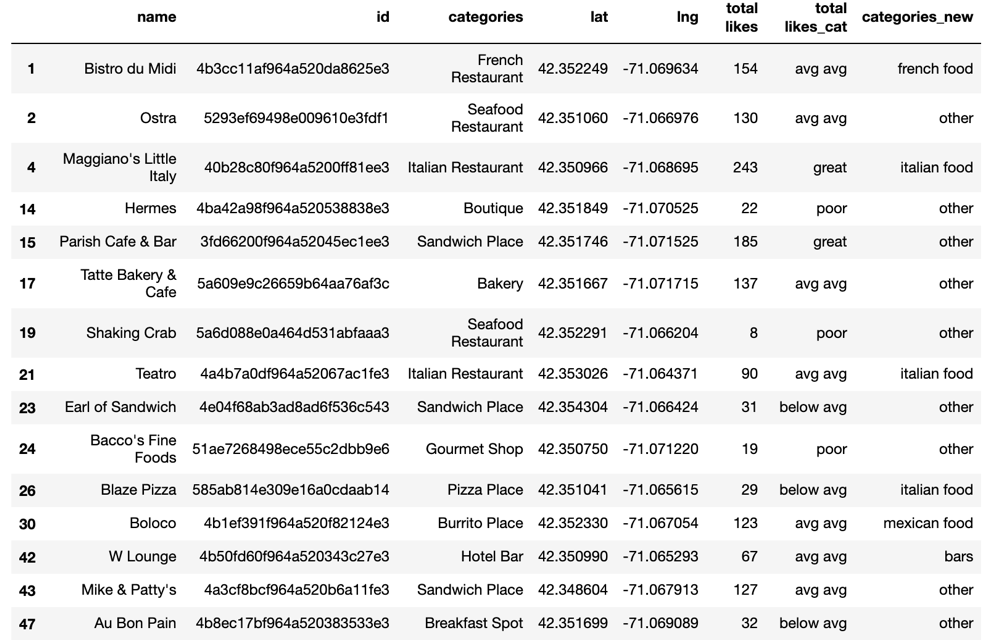 name id categories lat lng total likes total likes_cat categories_new
1 Bistro du Midi 4b3cc11af964a520da8625e3 French Restaurant 42.352249 -71.069634 154 avg avg french food
2 Ostra 5293ef69498e009610e3fdf1 Seafood Restaurant 42.351060 -71.066976 130 avg avg other
4 Maggiano's Little Italy 40b28c80f964a5200ff81ee3 Italian Restaurant 42.350966 -71.068695 243 great italian food
14 Hermes 4ba42a98f964a520538838e3 Boutique 42.351849 -71.070525 22 poor other
15 Parish Cafe & Bar 3fd66200f964a52045ec1ee3 Sandwich Place 42.351746 -71.071525 185 great other
17 Tatte Bakery & Cafe 5a609e9c26659b64aa76af3c Bakery 42.351667 -71.071715 137 avg avg other
19 Shaking Crab 5a6d088e0a464d531abfaaa3 Seafood Restaurant 42.352291 -71.066204 8 poor other
21 Teatro 4a4b7a0df964a52067ac1fe3 Italian Restaurant 42.353026 -71.064371 90 avg avg italian food
23 Earl of Sandwich 4e04f68ab3ad8ad6f536c543 Sandwich Place 42.354304 -71.066424 31 below avg other
24 Bacco's Fine Foods 51ae7268498ece55c2dbb9e6 Gourmet Shop 42.350750 -71.071220 19 poor other
26 Blaze Pizza 585ab814e309e16a0cdaab14 Pizza Place 42.351041 -71.065615 29 below avg italian food
30 Boloco 4b1ef391f964a520f82124e3 Burrito Place 42.352330 -71.067054 123 avg avg mexican food
42 W Lounge 4b50fd60f964a520343c27e3 Hotel Bar 42.350990 -71.065293 67 avg avg bars
43 Mike & Patty's 4a3cf8bcf964a520b6a11fe3 Sandwich Place 42.348604 -71.067913 127 avg avg other
47 Au Bon Pain 4b8ec17bf964a520383533e3 Breakfast Spot 42.351699 -71.069089 32 below avg other